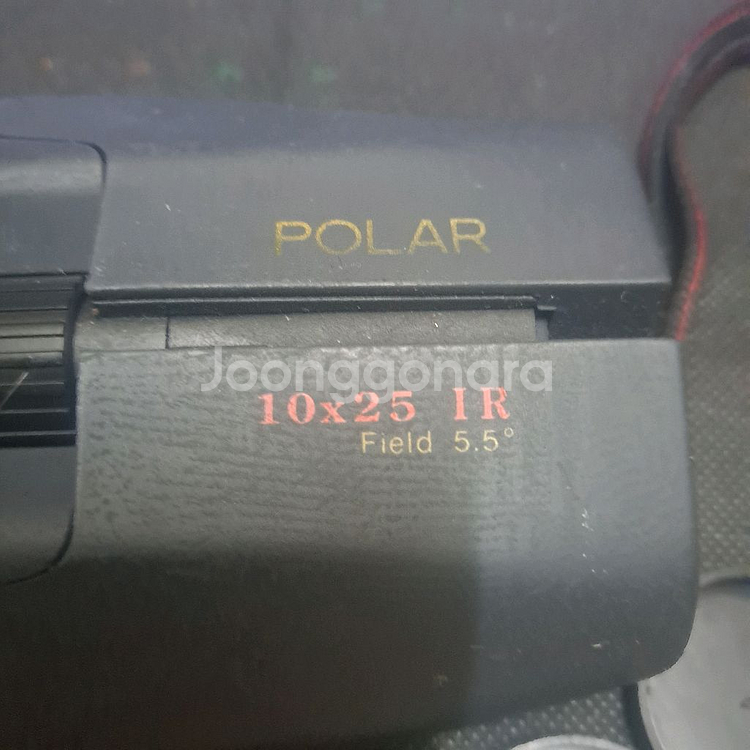 POLAR
Joonggonara
10x25 IR
Field 5.5°